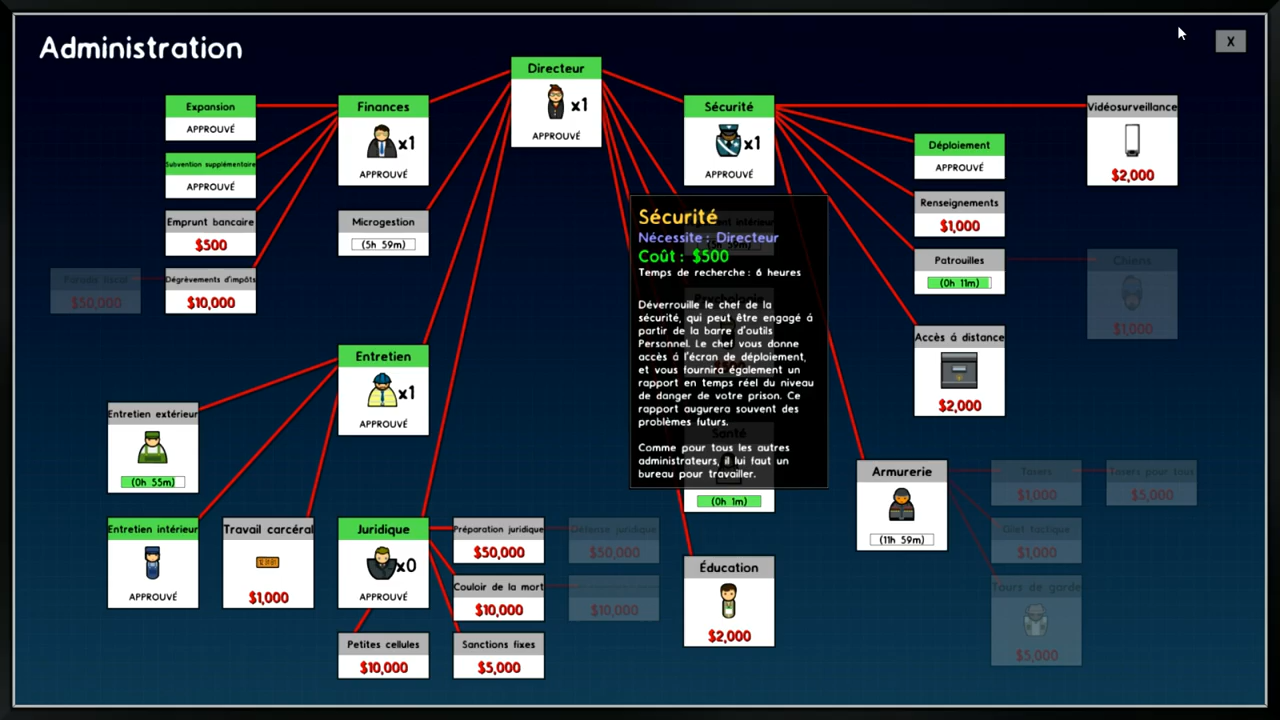 Administration
X
Directeur
x1
APPROUVÉ
Expansion
APPROUVÉ
Subvention supplémentaire
APPROUVÉ
Emprunt bancaire
$500
$50,000
Dégrèvements d'impôts
$10,000
Finances
x1
APPROUVÉ
Microgestion
(5h 59m)
Sécurité
x1
APPROUVÉ
Vidéosurveillance
$2,000
Déploiement
APPROUVÉ
Renseignements
$1,000
Patrouilles
(0h 11m)
Chiens
$1,000
Accès á distance
$2,000
Sécurité
Nécessite : Directeur
Coût : $500
Temps de recherche : 6 heures
Déverrouille le chef de la
sécurité, qui peut être engagé á
partir de la barre d'outils
Personnel. Le chef vous donne
accès á l'écran de déploiement,
et vous fournira également un
rapport en temps réel du niveau
de danger de votre prison. Ce
rapport augurera souvent des
problèmes futurs.
Comme pour tous les autres
administrateurs, il lui faut un
bureau pour travailler.
Santé
(0h 1m)
Entretien
x1
APPROUVÉ
Entretien extérieur
(0h 55m)
Entretien intérieur
APPROUVÉ
Travail carcéral
$1,000
Juridique
x0
APPROUVÉ
Préparation juridique
$50,000
Défense juridique
$50,000
Couloir de la mort
$10,000
$10,000
Petites cellules
$10,000
Sanctions fixes
$5,000
Éducation
$2,000
Armurerie
(11h 59m)
Tasers
$1,000
Tasers pour tous
$5,000
Gilet tactique
$1,000
Tours de garde
$5,000